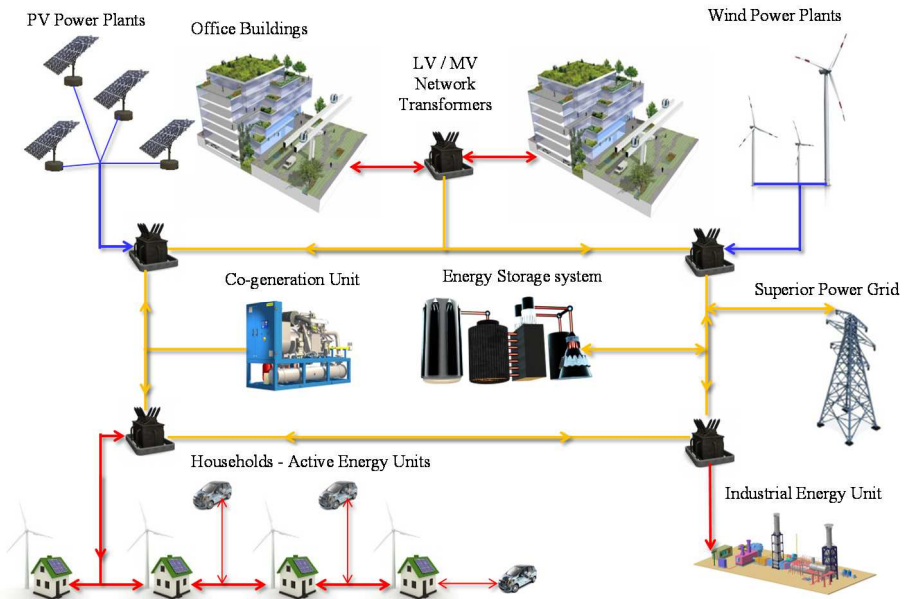 PV Power Plants
Office Buildings
LV / MV
Network
Transformers
Wind Power Plants
Co-generation Unit
Energy Storage system
Superior Power Grid
Households - Active Energy Units
Industrial Energy Unit